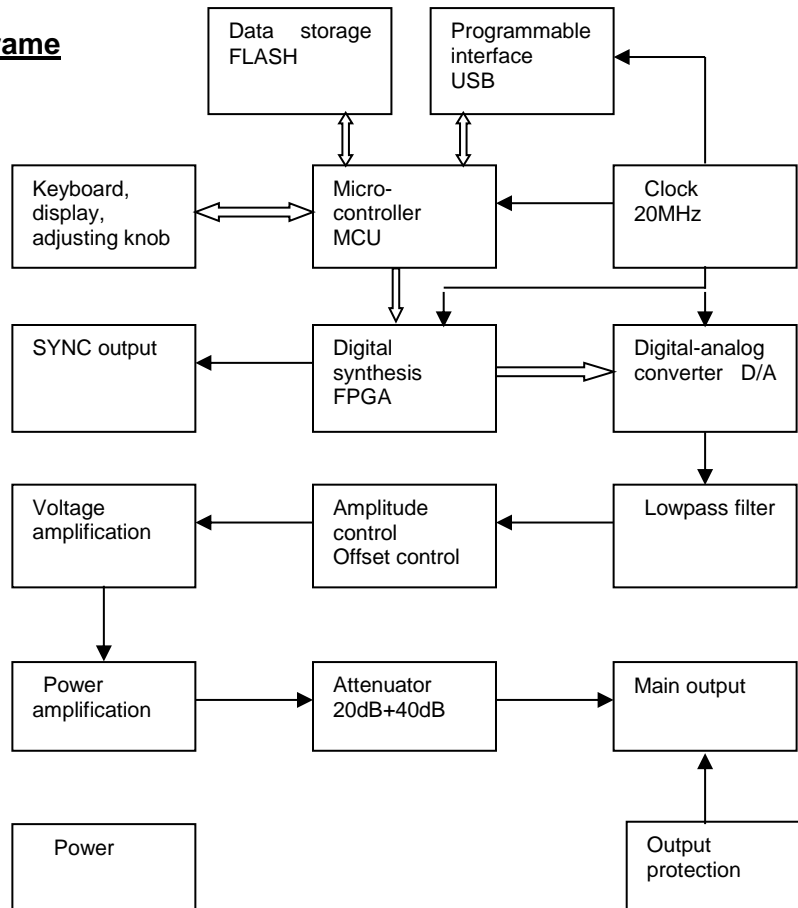 rame
Data storage
FLASH
Programmable
interface
USB
Keyboard,
display,
adjusting knob
Micro-
controller
MCU
Clock
20MHz
SYNC output
Digital
synthesis
FPGA
Digital-analog
converter D/A
Voltage
amplification
Amplitude
control
Offset control
Lowpass filter
Power
amplification
Attenuator
20dB+40dB
Main output
Power
Output
protection